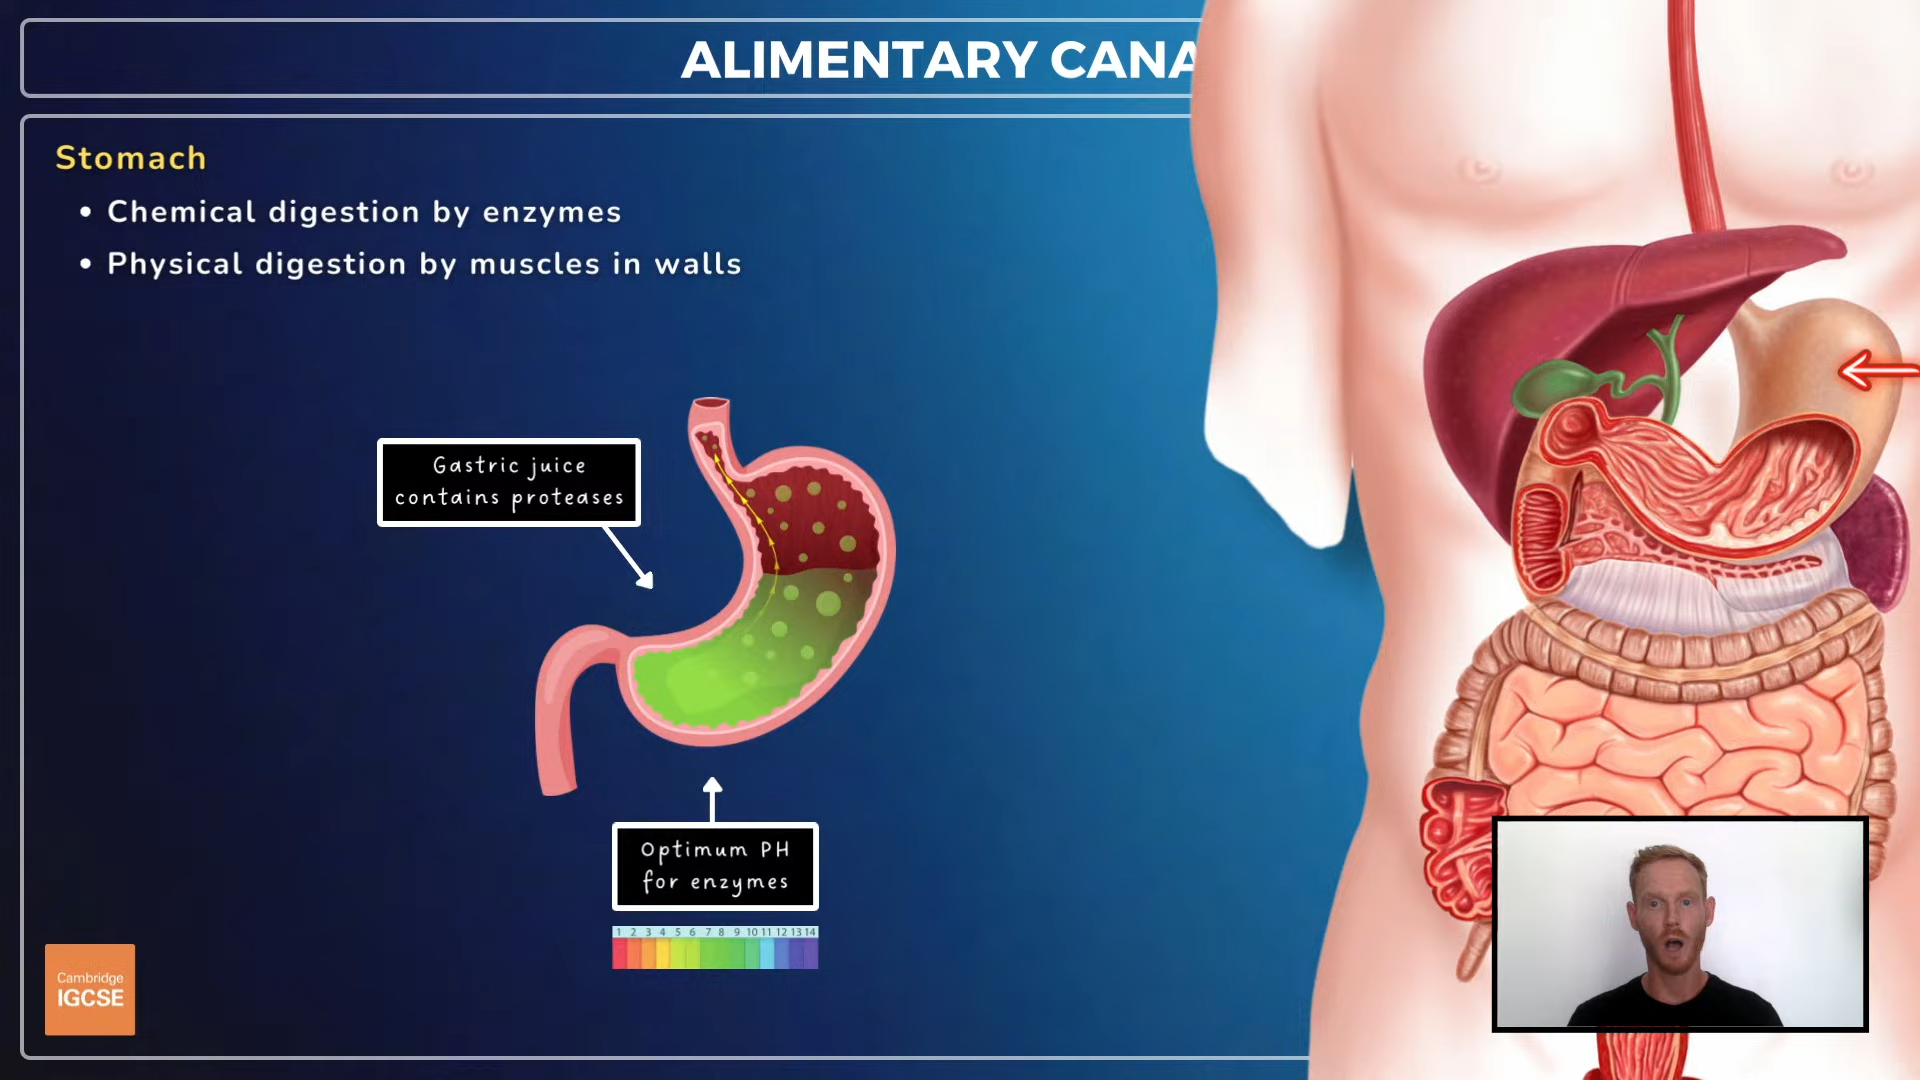 ALIMENTARY CANA
Stomach
• Chemical digestion by enzymes
• Physical digestion by muscles in walls
Gastric juice
contains proteases
Optimum PH
for enzymes
1 2 3 4 5 6 7 8 9 10 11 12 13 14
Cambridge
IGCSE